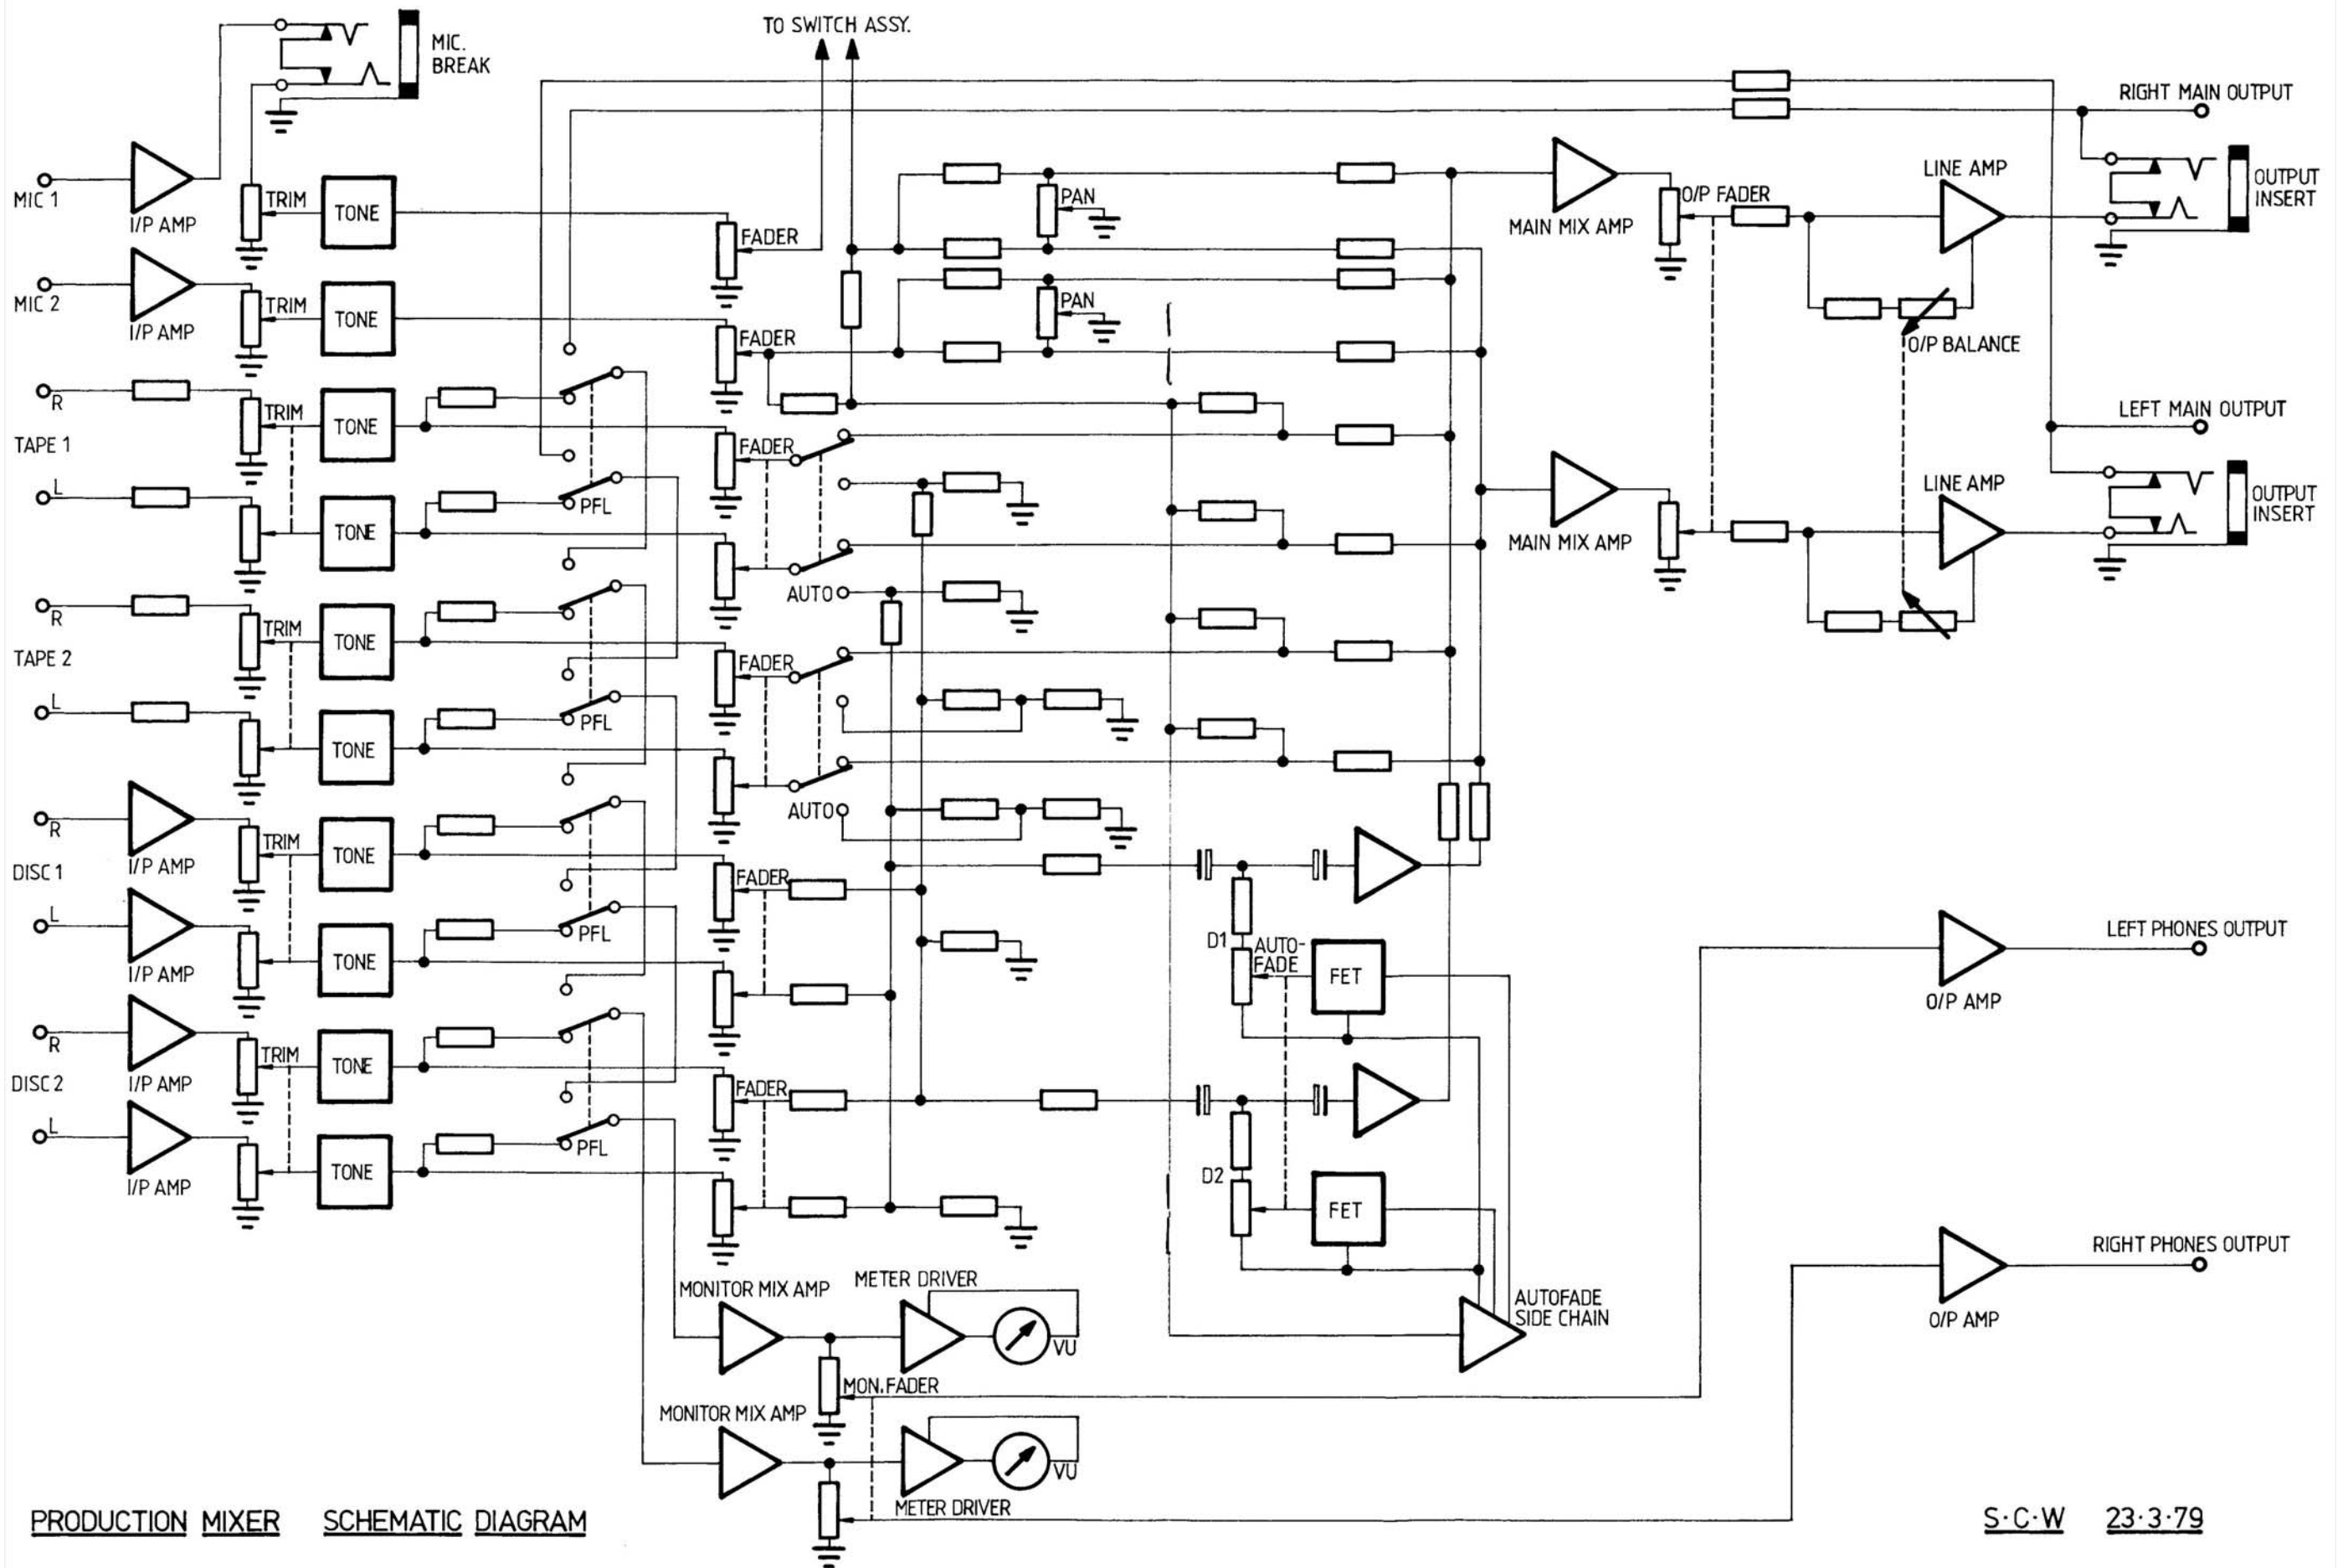 TO SWITCH ASSY.
MIC.
BREAK
RIGHT MAIN OUTPUT
MIC 1
I/P AMP
TRIM
TONE
FADER
PAN
MAIN MIX AMP
O/P FADER
LINE AMP
OUTPUT
INSERT
MIC 2
I/P AMP
TRIM
TONE
FADER
PAN
O/P BALANCE
R
TAPE 1
L
TRIM
TONE
TONE
PFL
FADER
AUTO
MAIN MIX AMP
LINE AMP
LEFT MAIN OUTPUT
OUTPUT
INSERT
R
TAPE 2
L
TRIM
TONE
TONE
PFL
FADER
AUTO
R
DISC 1
L
I/P AMP
I/P AMP
TRIM
TONE
TONE
PFL
FADER
D1
AUTO-
FADE
FET
LEFT PHONES OUTPUT
O/P AMP
R
DISC 2
L
I/P AMP
I/P AMP
TRIM
TONE
TONE
PFL
FADER
D2
FET
RIGHT PHONES OUTPUT
O/P AMP
MONITOR MIX AMP
METER DRIVER
VU
AUTOFADE
SIDE CHAIN
MON. FADER
MONITOR MIX AMP
METER DRIVER
VU
PRODUCTION MIXER SCHEMATIC DIAGRAM
S·C·W 23·3·79